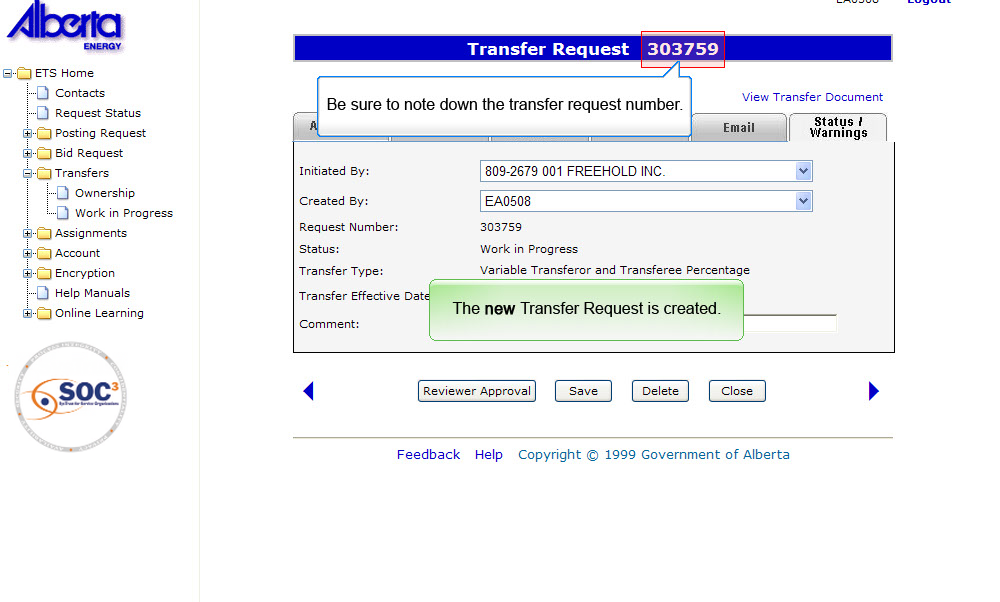 Alberta
ENERGY
EA0508 Logout
Transfer Request 303759
Be sure to note down the transfer request number.
View Transfer Document
A
Email
Status /
Warnings
ETS Home
Contacts
Request Status
Posting Request
Bid Request
Transfers
Ownership
Work in Progress
Assignments
Account
Encryption
Help Manuals
Online Learning
SOC3
Initiated By: 809-2679 001 FREEHOLD INC.
Created By: EA0508
Request Number: 303759
Status: Work in Progress
Transfer Type: Variable Transferor and Transferee Percentage
Transfer Effective Date
The new Transfer Request is created.
Comment:
Reviewer Approval Save Delete Close
Feedback Help Copyright © 1999 Government of Alberta